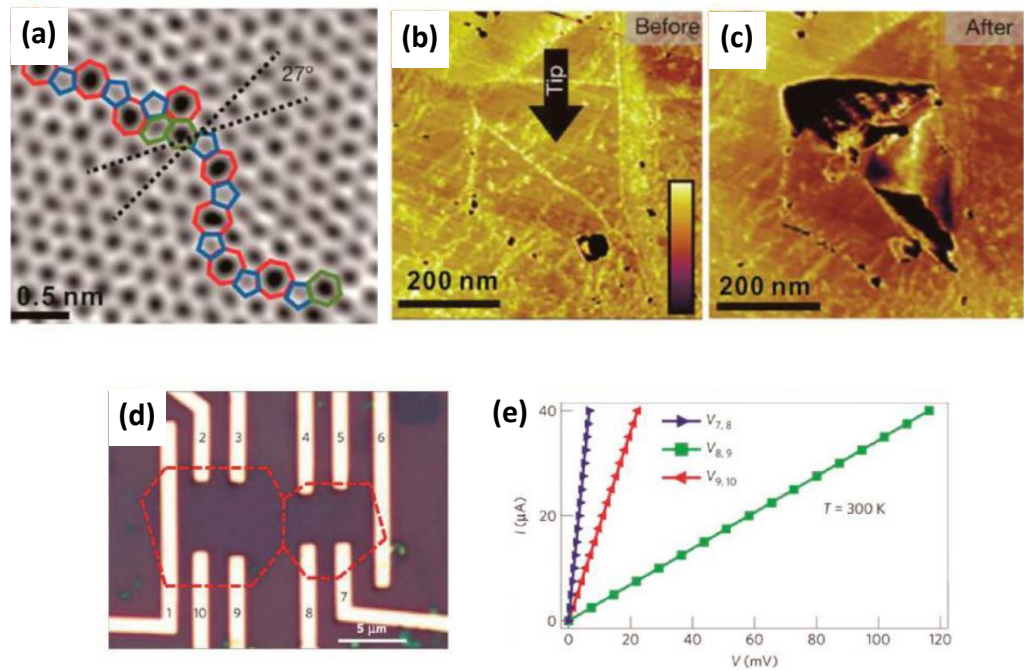 (a)
27°
0.5 nm
(b)
Before
Tip
200 nm
(c)
After
200 nm
(d)
2
3
4
5
6
1
10
9
8
7
5 µm
(e)
40
20
0
I (µA)
V7, 8
V8, 9
V9, 10
T = 300 K
0
20
40
60
80
100
120
V (mV)